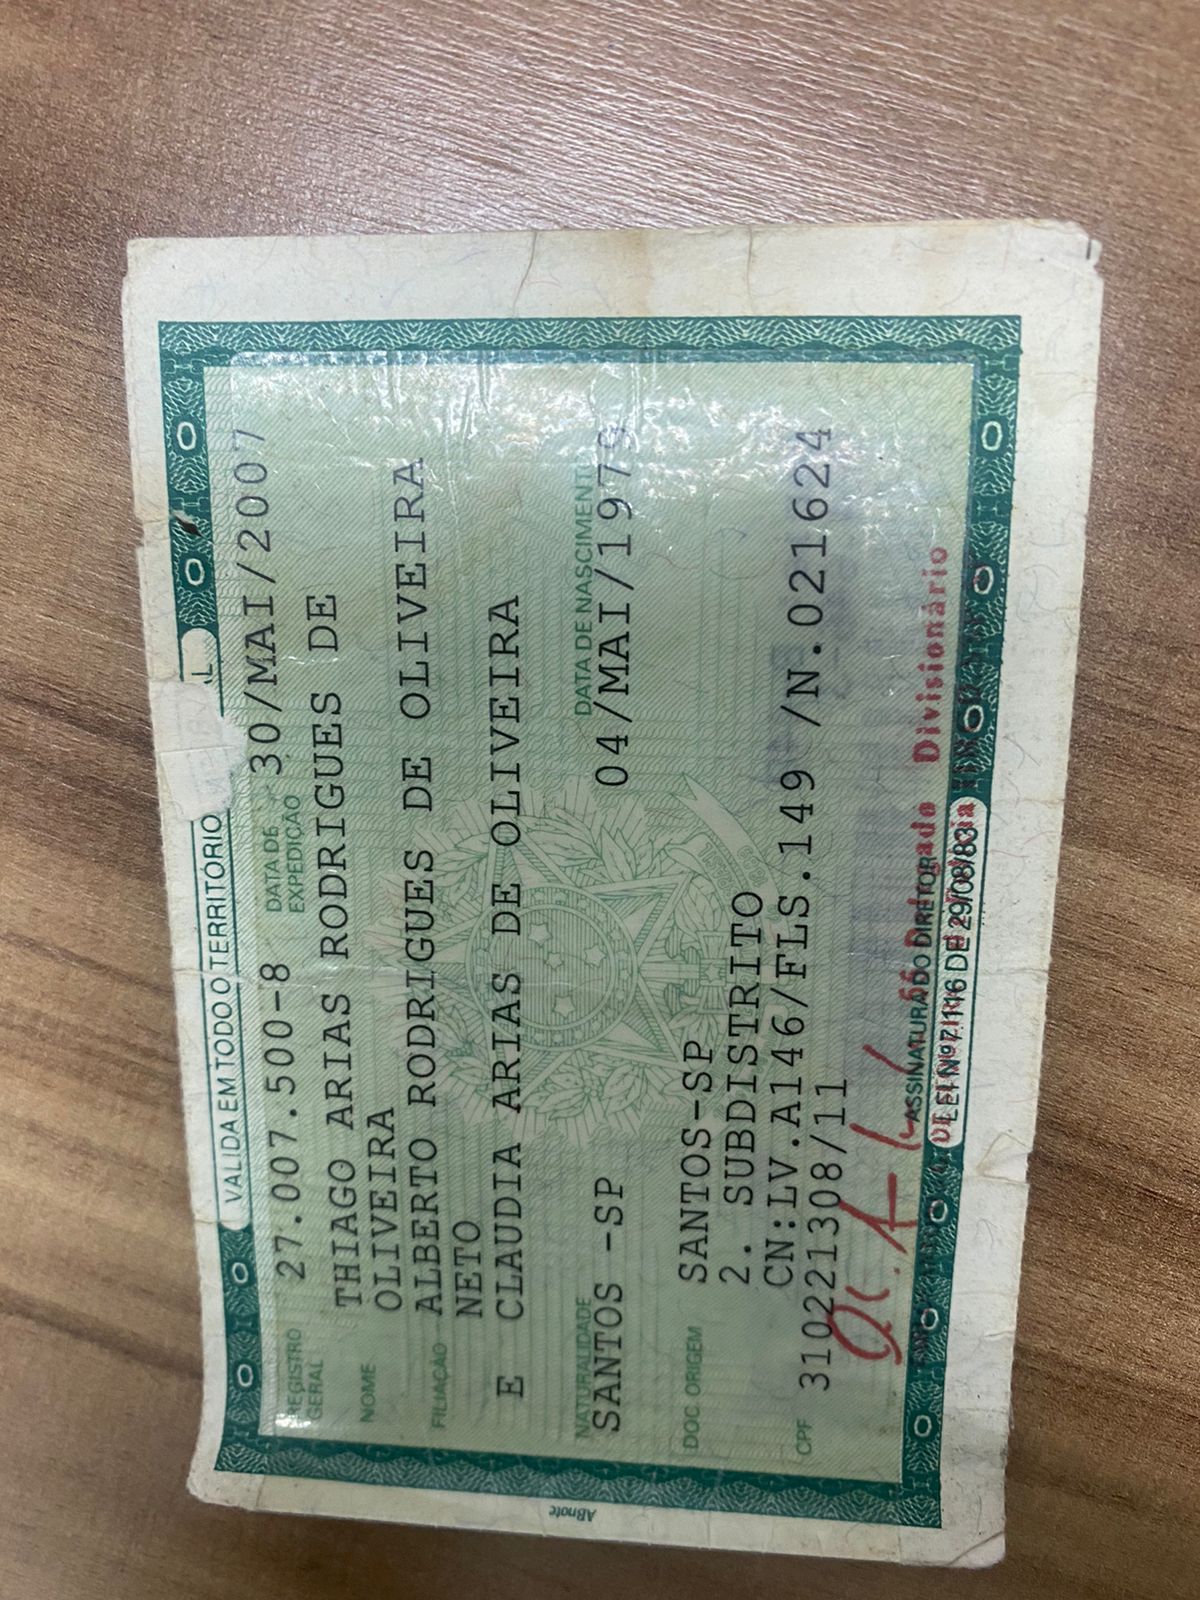 VALIDA EM TODO O TERRITÓRIO
REGISTRO GERAL 27.007.500-8 DATA DE EXPEDIÇÃO 30/MAI/2007
NOME THIAGO ARIAS RODRIGUES DE
OLIVEIRA
FILIAÇÃO ALBERTO RODRIGUES DE OLIVEIRA
NETO
E CLAUDIA ARIAS DE OLIVEIRA
NATURALIDADE DATA DE NASCIMENTO
SANTOS -SP 04/MAI/1979
DOC ORIGEM SANTOS-SP
2. SUBDISTRITO
CN:LV.A146/FLS.149 /N.021624
CPF 310221308/11
Delegado Divisionário
ASSINATURA DO DIRETOR
LEI Nº 7.116 DE 29/08/83
ABnote